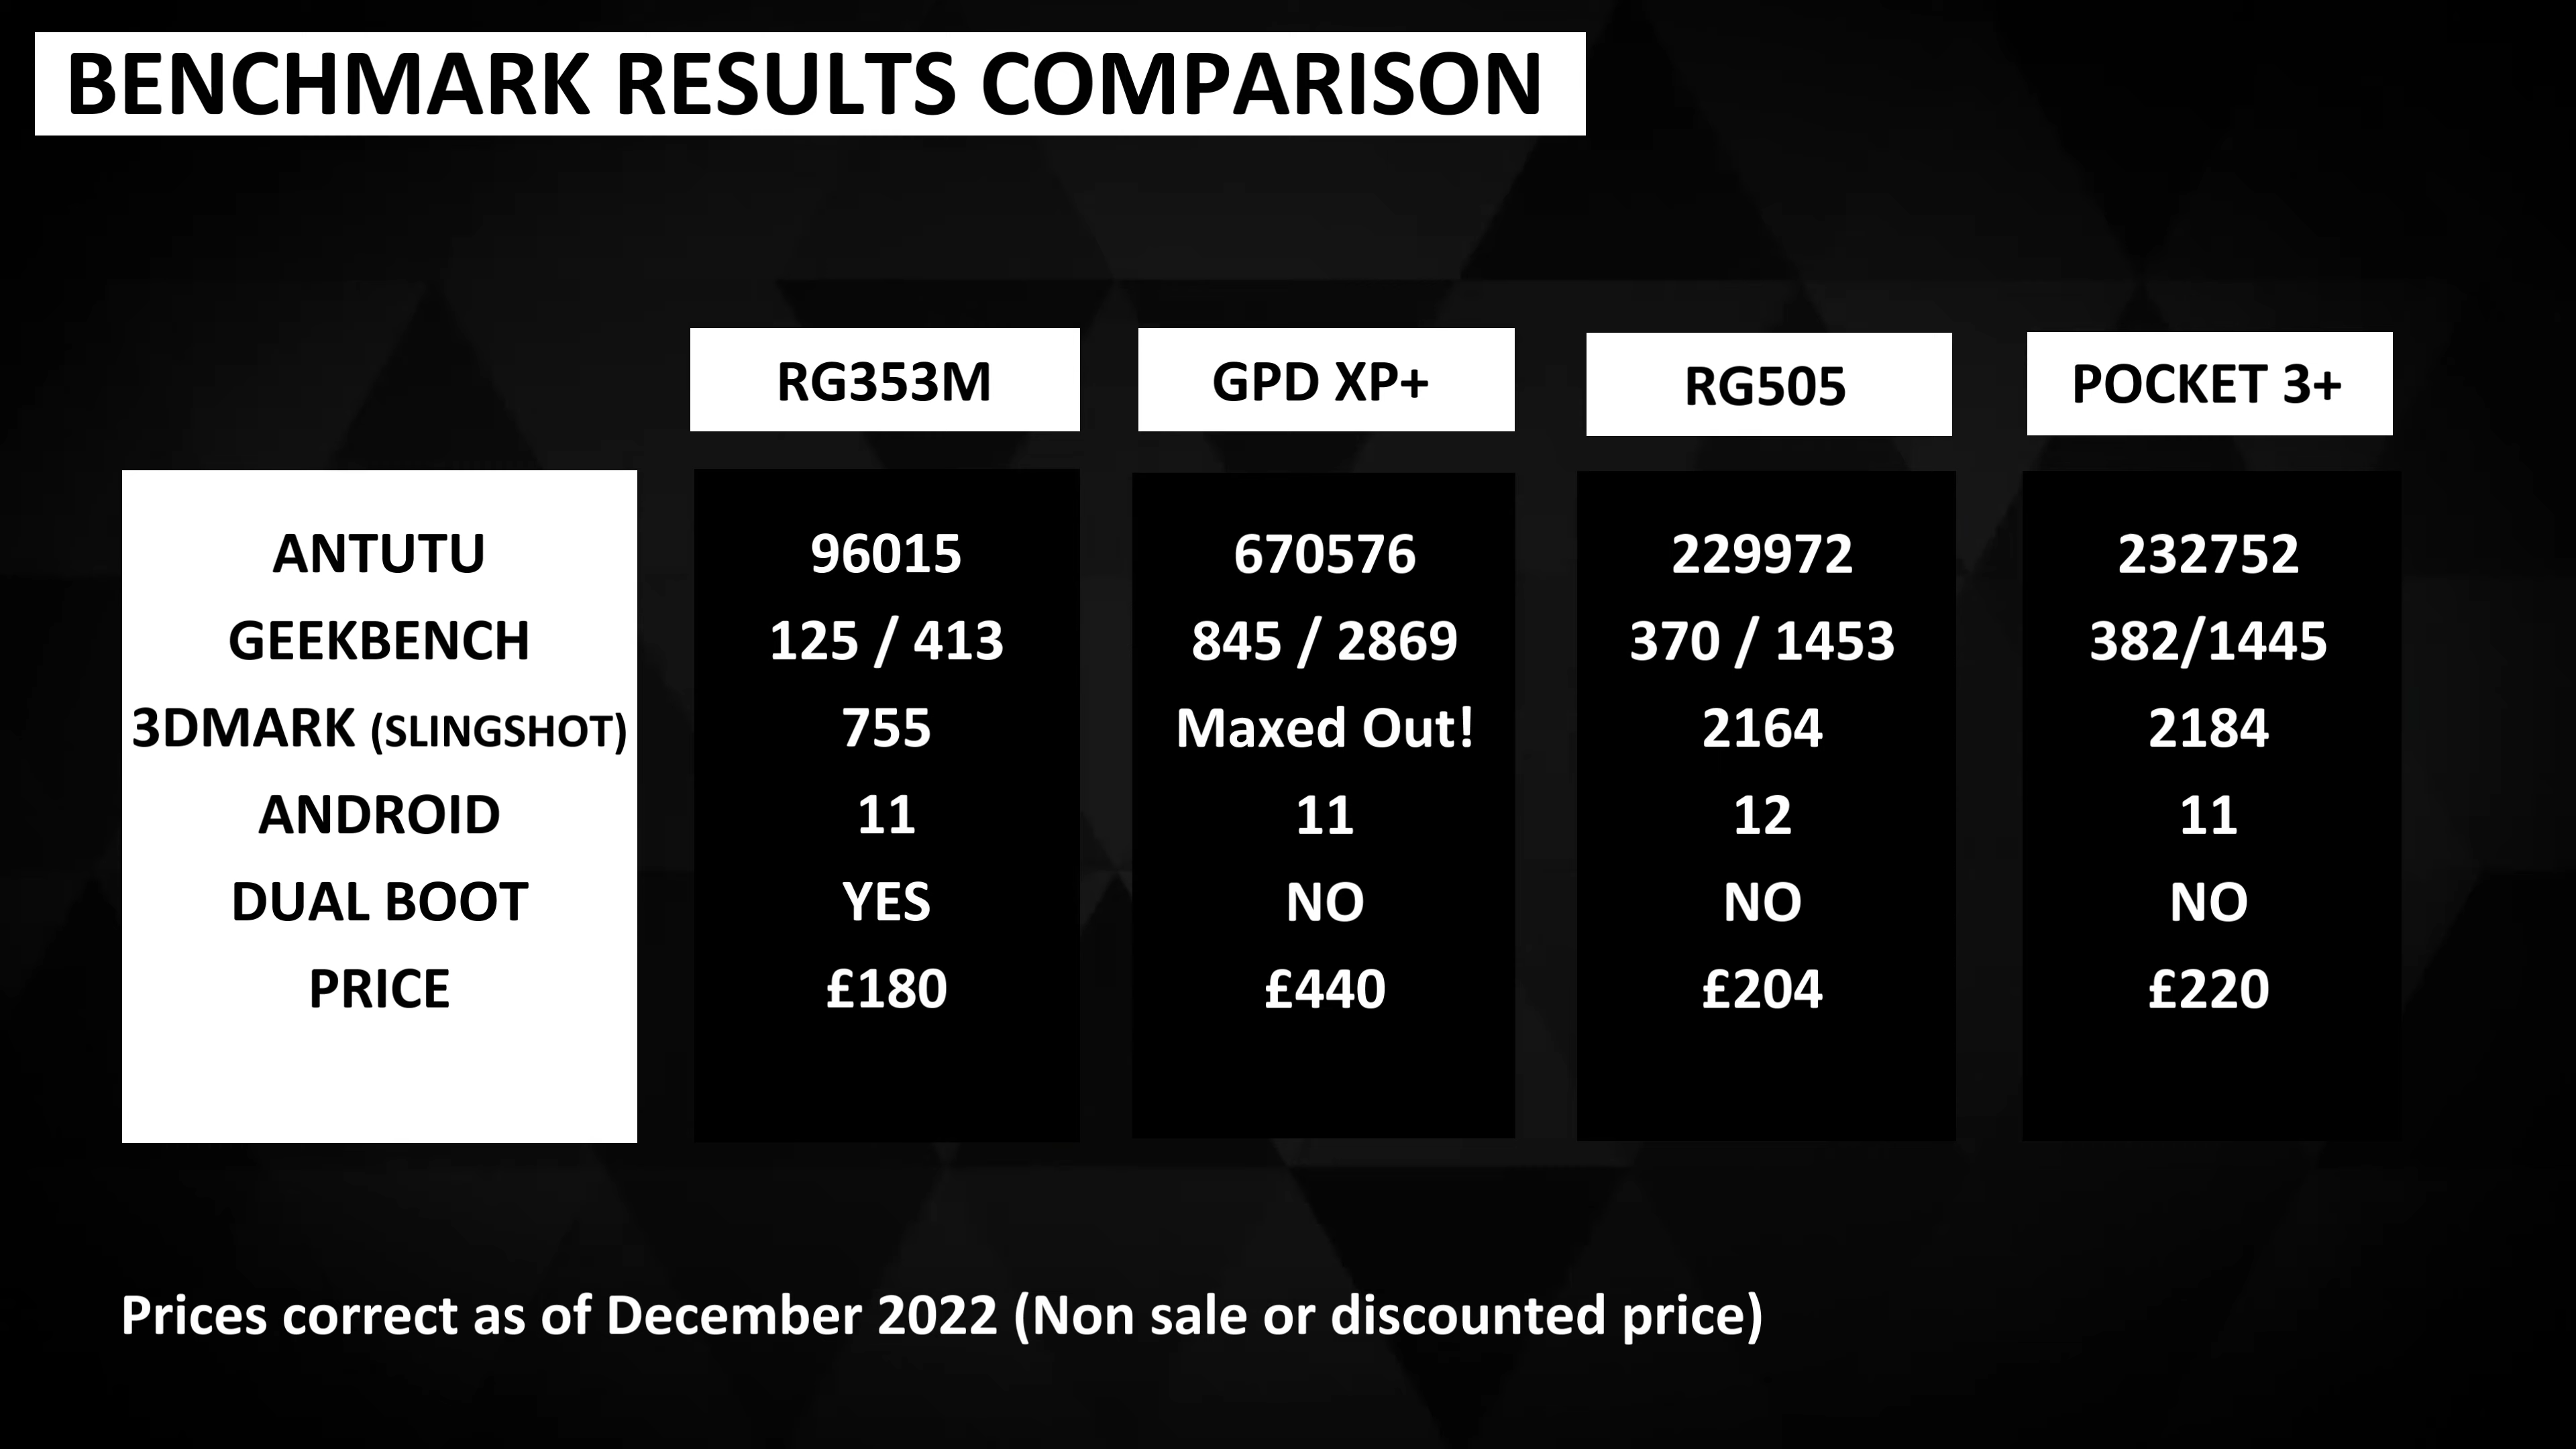 BENCHMARK RESULTS COMPARISON
RG353M GPD XP+ RG505 POCKET 3+
ANTUTU 96015 670576 229972 232752
GEEKBENCH 125 / 413 845 / 2869 370 / 1453 382/1445
3DMARK (SLINGSHOT) 755 Maxed Out! 2164 2184
ANDROID 11 11 12 11
DUAL BOOT YES NO NO NO
PRICE £180 £440 £204 £220
Prices correct as of December 2022 (Non sale or discounted price)